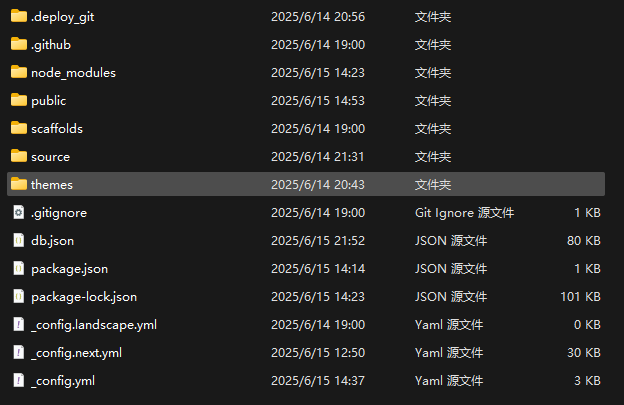 .deploy_git 2025/6/14 20:56 文件夹
.github 2025/6/14 19:00 文件夹
node_modules 2025/6/15 14:23 文件夹
public 2025/6/15 14:53 文件夹
scaffolds 2025/6/14 19:00 文件夹
source 2025/6/14 21:31 文件夹
themes 2025/6/14 20:43 文件夹
.gitignore 2025/6/14 19:00 Git Ignore 源文件 1 KB
db.json 2025/6/15 21:52 JSON 源文件 80 KB
package.json 2025/6/15 14:14 JSON 源文件 1 KB
package-lock.json 2025/6/15 14:23 JSON 源文件 101 KB
_config.landscape.yml 2025/6/14 19:00 Yaml 源文件 0 KB
_config.next.yml 2025/6/15 12:50 Yaml 源文件 30 KB
_config.yml 2025/6/15 14:37 Yaml 源文件 3 KB